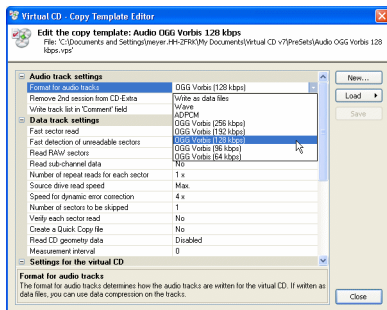 Virtual CD - Copy Template Editor
Edit the copy template: Audio OGG Vorbis 128 kbps
File: 'C:\Documents and Settings\meyer.HH-ZFRK\My Documents\Virtual CD v7\PreSets\Audio OGG Vorbis 128 kbps.vps'
Audio track settings
Format for audio tracks OGG Vorbis (128 kbps)
Remove 2nd session from CD-Extra Write as data files
Write track list in 'Comment' field Wave
ADPCM
Data track settings OGG Vorbis (256 kbps)
Fast sector read OGG Vorbis (192 kbps)
Fast detection of unreadable sectors OGG Vorbis (128 kbps)
Read RAW sectors OGG Vorbis (96 kbps)
OGG Vorbis (64 kbps)
Read sub-channel data No
Number of repeat reads for each sector 1 x
Source drive read speed Max.
Speed for dynamic error correction 4 x
Number of sectors to be skipped 1
Verify each sector read No
Create a Quick Copy file No
Read CD geometry data Disabled
Measurement interval 0
Settings for the virtual CD
Format for audio tracks
The format for audio tracks determines how the audio tracks are written for the virtual CD. If written as data files, you can use data compression on the tracks.
New...
Load
Save
Close